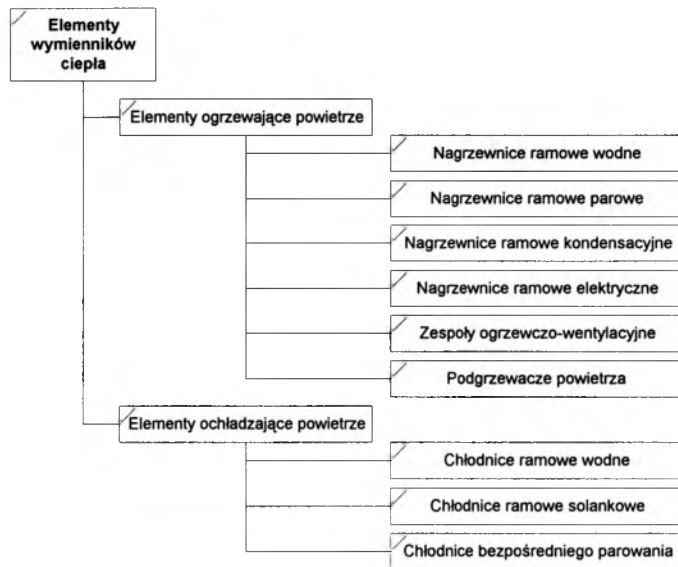 Elementy
wymienników
ciepła
Elementy ogrzewające powietrze
Nagrzewnice ramowe wodne
Nagrzewnice ramowe parowe
Nagrzewnice ramowe kondensacyjne
Nagrzewnice ramowe elektryczne
Zespoły ogrzewczo-wentylacyjne
Podgrzewacze powietrza
Elementy ochładzające powietrze
Chłodnice ramowe wodne
Chłodnice ramowe solankowe
Chłodnice bezpośredniego parowania